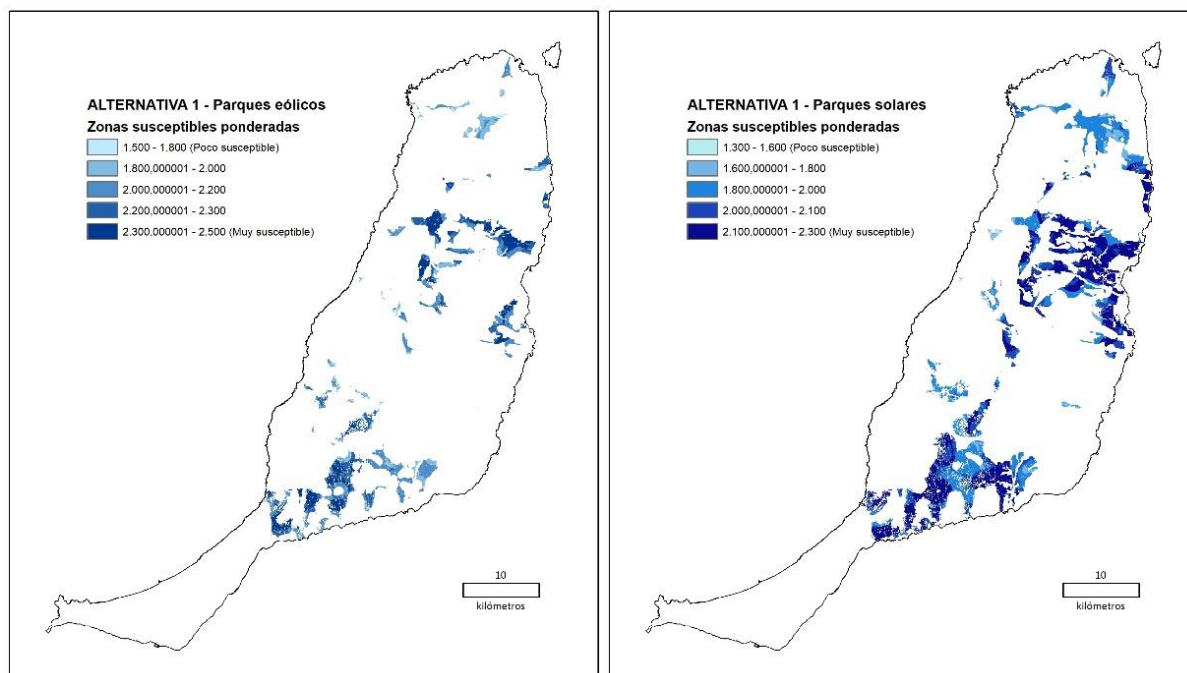 ALTERNATIVA 1 - Parques eólicos
Zonas susceptibles ponderadas
1.500 - 1.800 (Poco susceptible)
1.800,000001 - 2.000
2.000,000001 - 2.200
2.200,000001 - 2.300
2.300,000001 - 2.500 (Muy susceptible)
10
kilómetros
ALTERNATIVA 1 - Parques solares
Zonas susceptibles ponderadas
1.300 - 1.600 (Poco susceptible)
1.600,000001 - 1.800
1.800,000001 - 2.000
2.000,000001 - 2.100
2.100,000001 - 2.300 (Muy susceptible)
10
kilómetros